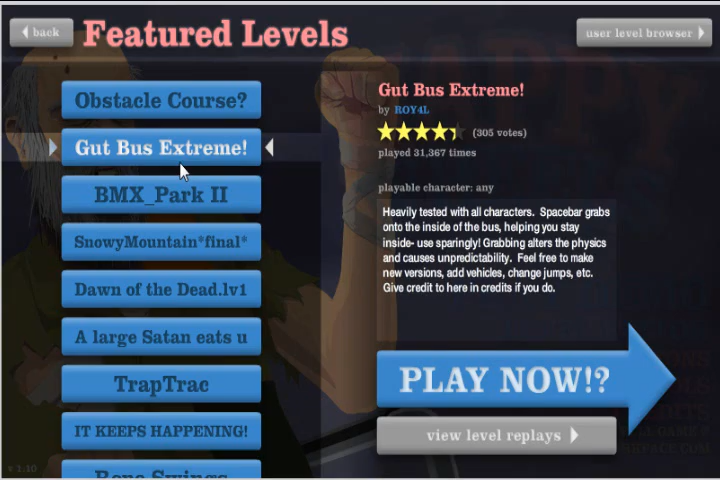 back
Featured Levels
user level browser
Obstacle Course?
Gut Bus Extreme!
BMX_Park II
SnowyMountain*final*
Dawn of the Dead.lv1
A large Satan eats u
TrapTrac
IT KEEPS HAPPENING!
Rope Swings
v 1.40
Gut Bus Extreme!
by ROY4L
(305 votes)
played 31,367 times
playable character: any
Heavily tested with all characters. Spacebar grabs
onto the inside of the bus, helping you stay
inside- use sparingly! Grabbing alters the physics
and causes unpredictability. Feel free to make
new versions, add vehicles, change jumps, etc.
Give credit to here in credits if you do.
PLAY NOW!?
view level replays